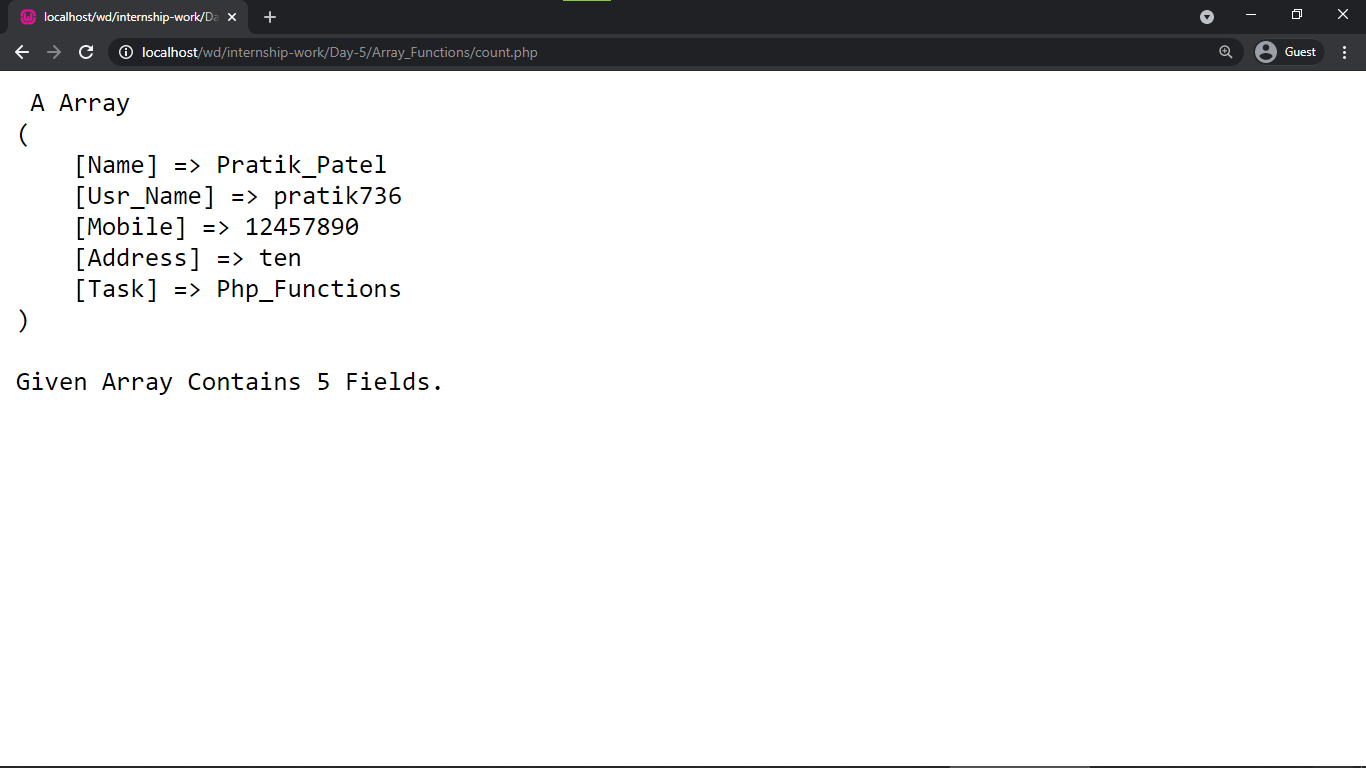 localhost/wd/internship-work/Da
localhost/wd/internship-work/Day-5/Array_Functions/count.php
Guest
A Array
(
[Name] => Pratik_Patel
[Usr_Name] => pratik736
[Mobile] => 12457890
[Address] => ten
[Task] => Php_Functions
)
Given Array Contains 5 Fields.